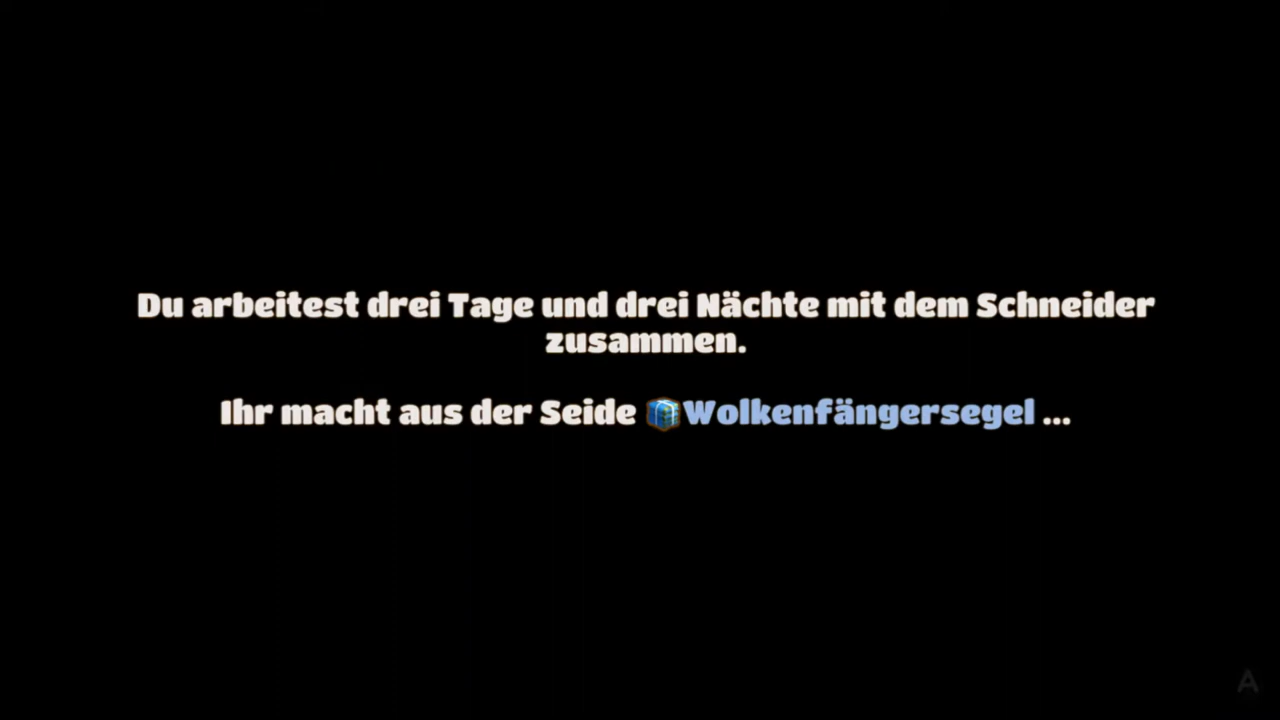 Du arbeitest drei Tage und drei Nächte mit dem Schneider
zusammen.
Ihr macht aus der Seide Wolkenfängersegel ...
A